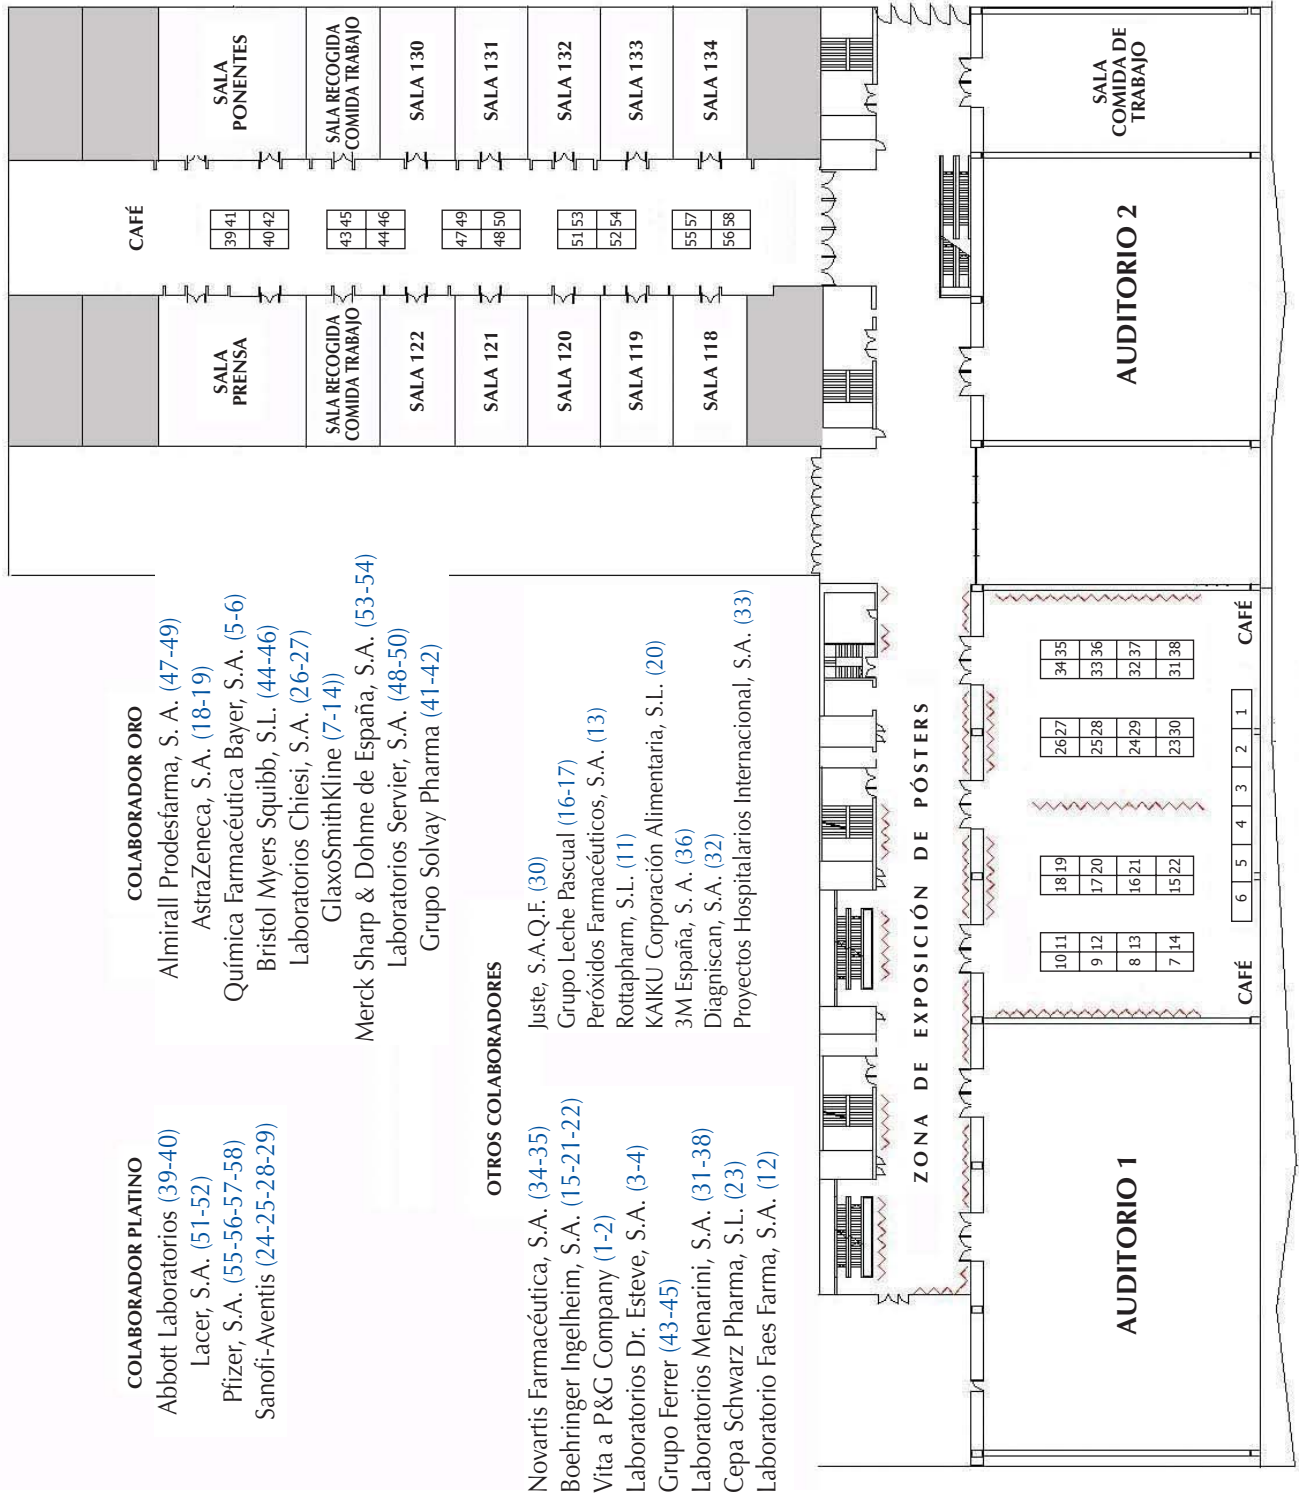 COLABORADOR PLATINO
Abbott Laboratorios (39-40)
Lacer, S.A. (51-52)
Pfizer, S.A. (55-56-57-58)
Sanofi-Aventis (24-25-28-29)
COLABORADOR ORO
Almirall Prodesfarma, S. A. (47-49)
AstraZeneca, S.A. (18-19)
Química Farmacéutica Bayer, S.A. (5-6)
Bristol Myers Squibb, S.L. (44-46)
Laboratorios Chiesi, S.A. (26-27)
GlaxoSmithKline (7-14))
Merck Sharp & Dohme de España, S.A. (53-54)
Laboratorios Servier, S.A. (48-50)
Grupo Solvay Pharma (41-42)
OTROS COLABORADORES
Novartis Farmacéutica, S.A. (34-35)
Boehringer Ingelheim, S.A. (15-21-22)
Vita a P&G Company (1-2)
Laboratorios Dr. Esteve, S.A. (3-4)
Grupo Ferrer (43-45)
Laboratorios Menarini, S.A. (31-38)
Cepa Schwarz Pharma, S.L. (23)
Laboratorio Faes Farma, S.A. (12)
Juste, S.A.Q.F. (30)
Grupo Leche Pascual (16-17)
Peróxidos Farmacéuticos, S.A. (13)
Rottapharm, S.L. (11)
KAIKU Corporación Alimentaria, S.L. (20)
3M España, S. A. (36)
Diagniscan, S.A. (32)
Proyectos Hospitalarios Internacional, S.A. (33)
SALA
PRENSA
SALA RECOGIDA
COMIDA TRABAJO
SALA 122
SALA 121
SALA 120
SALA 119
SALA 118
CAFÉ
39 41
40 42
43 45
44 46
47 49
48 50
51 53
52 54
55 57
56 58
SALA
PONENTES
SALA RECOGIDA
COMIDA TRABAJO
SALA 130
SALA 131
SALA 132
SALA 133
SALA 134
ZONA DE EXPOSICIÓN DE PÓSTERS
AUDITORIO 1
10 11
9 12
8 13
7 14
18 19
17 20
16 21
15 22
26 27
25 28
24 29
23 30
34 35
33 36
32 37
31 38
CAFÉ
6 5 4 3 2 1
CAFÉ
AUDITORIO 2
SALA
COMIDA DE
TRABAJO